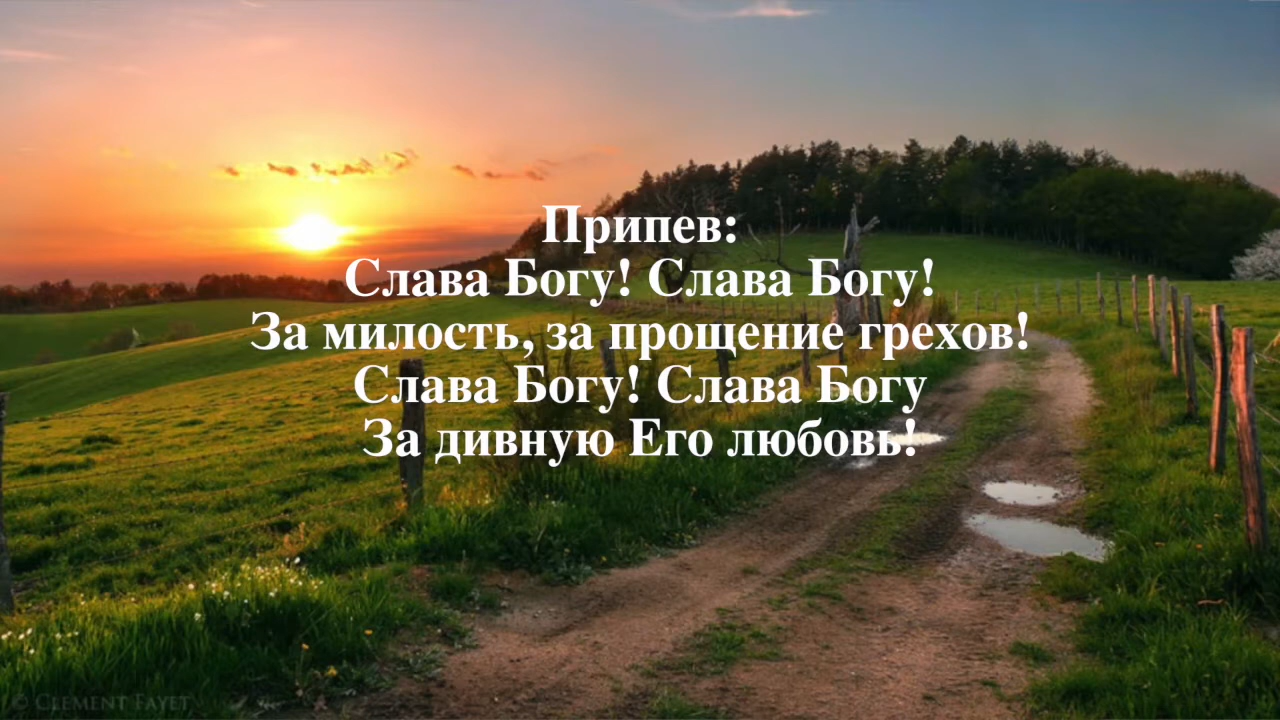 Припев:
Слава Богу! Слава Богу!
За милость, за прощение грехов!
Слава Богу! Слава Богу
За дивную Его любовь!
© Clement Fayet